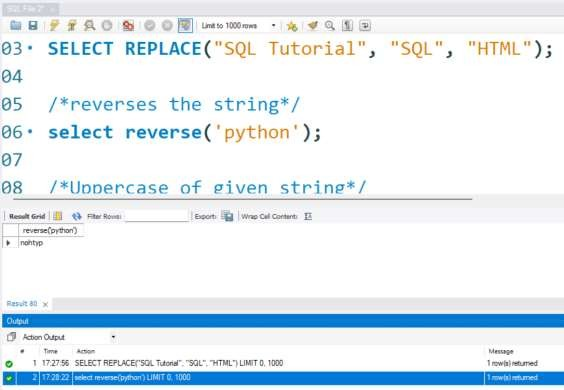 SQL File 2*
Limit to 1000 rows
03 SELECT REPLACE("SQL Tutorial", "SQL", "HTML");
04
05 /*reverses the string*/
06 select reverse('python');
07
08 /*Uppercase of given string*/
Result Grid Filter Rows: Export: Wrap Cell Content:
reverse('python')
nohtyp
Result 80
Output
Action Output
# Time Action Message
1 17:27:56 SELECT REPLACE("SQL Tutorial", "SQL", "HTML") LIMIT 0, 1000 1 row(s) returned
2 17:28:22 select reverse('python') LIMIT 0, 1000 1 row(s) returned